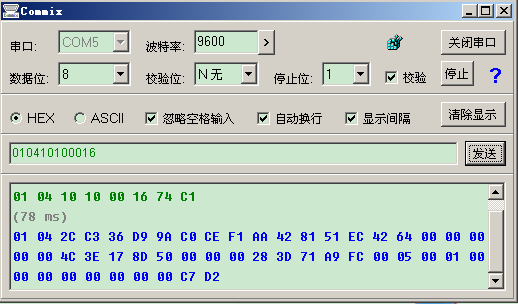 Commix
串口: COM5 波特率: 9600 > 关闭串口
数据位: 8 校验位: N 无 停止位: 1 校验 停止 ?
HEX ASCII 忽略空格输入 自动换行 显示间隔 清除显示
010410100016 发送
01 04 10 10 00 16 74 C1
(78 ms)
01 04 2C C3 36 D9 9A C0 CE F1 AA 42 81 51 EC 42 64 00 00 00
00 00 4C 3E 17 8D 50 00 00 00 28 3D 71 A9 FC 00 05 00 01 00
00 00 00 00 00 00 00 C7 D2